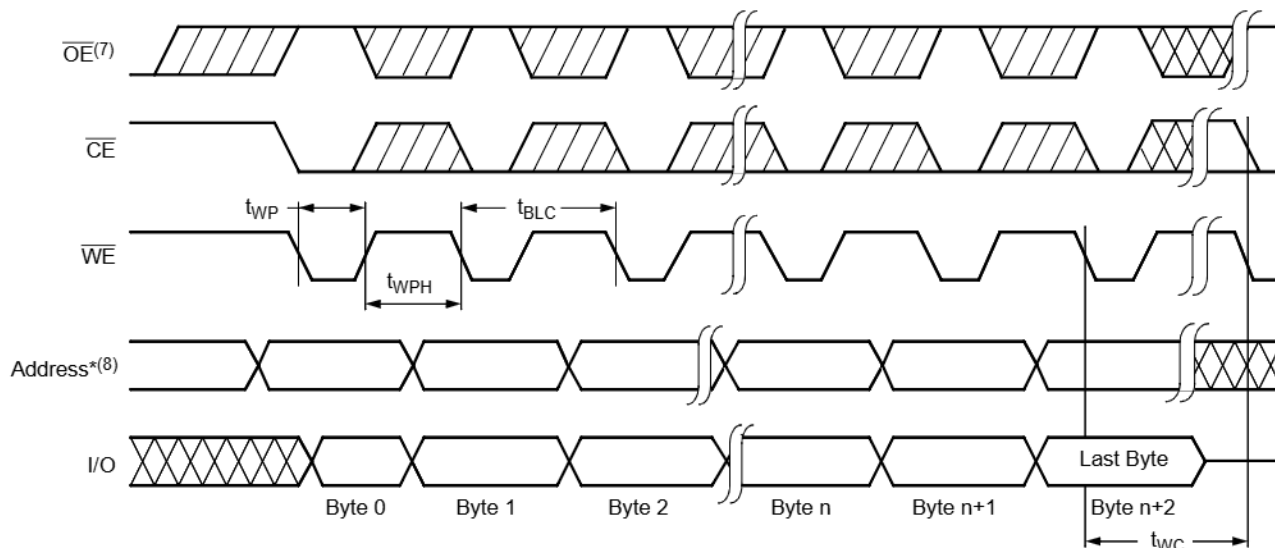 OE(7)
CE
tWP
tBLC
WE
tWPH
Address*(8)
I/O
Last Byte
Byte 0 Byte 1 Byte 2 Byte n Byte n+1 Byte n+2
tWC